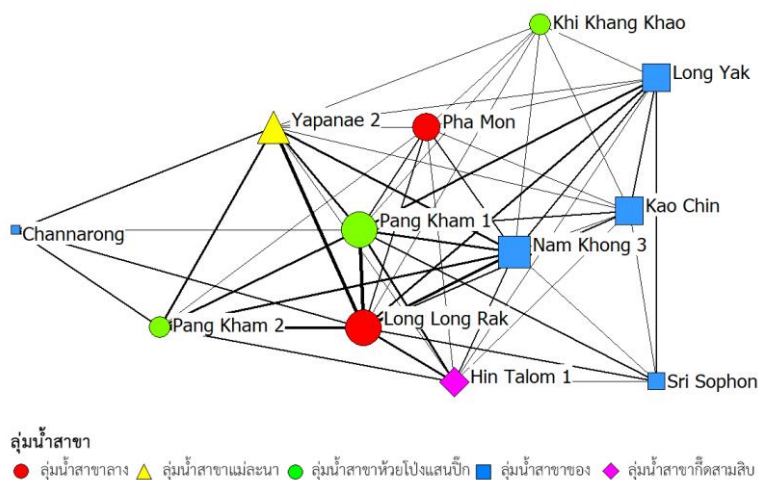 Khi Khang Khao
Long Yak
Yapanae 2
Pha Mon
Kao Chin
Pang Kham 1
Channarong
Nam Khong 3
Pang Kham 2
Long Long Rak
Hin Talom 1
Sri Sophon
ลุ่มน้ำสาขา
ลุ่มน้ำสาขาลาง ลุ่มน้ำสาขาแม่ละนา ลุ่มน้ำสาขาห้วยโป่งแสนปิ๊ก ลุ่มน้ำสาขาของ ลุ่มน้ำสาขากึ๊ดสามสิบ